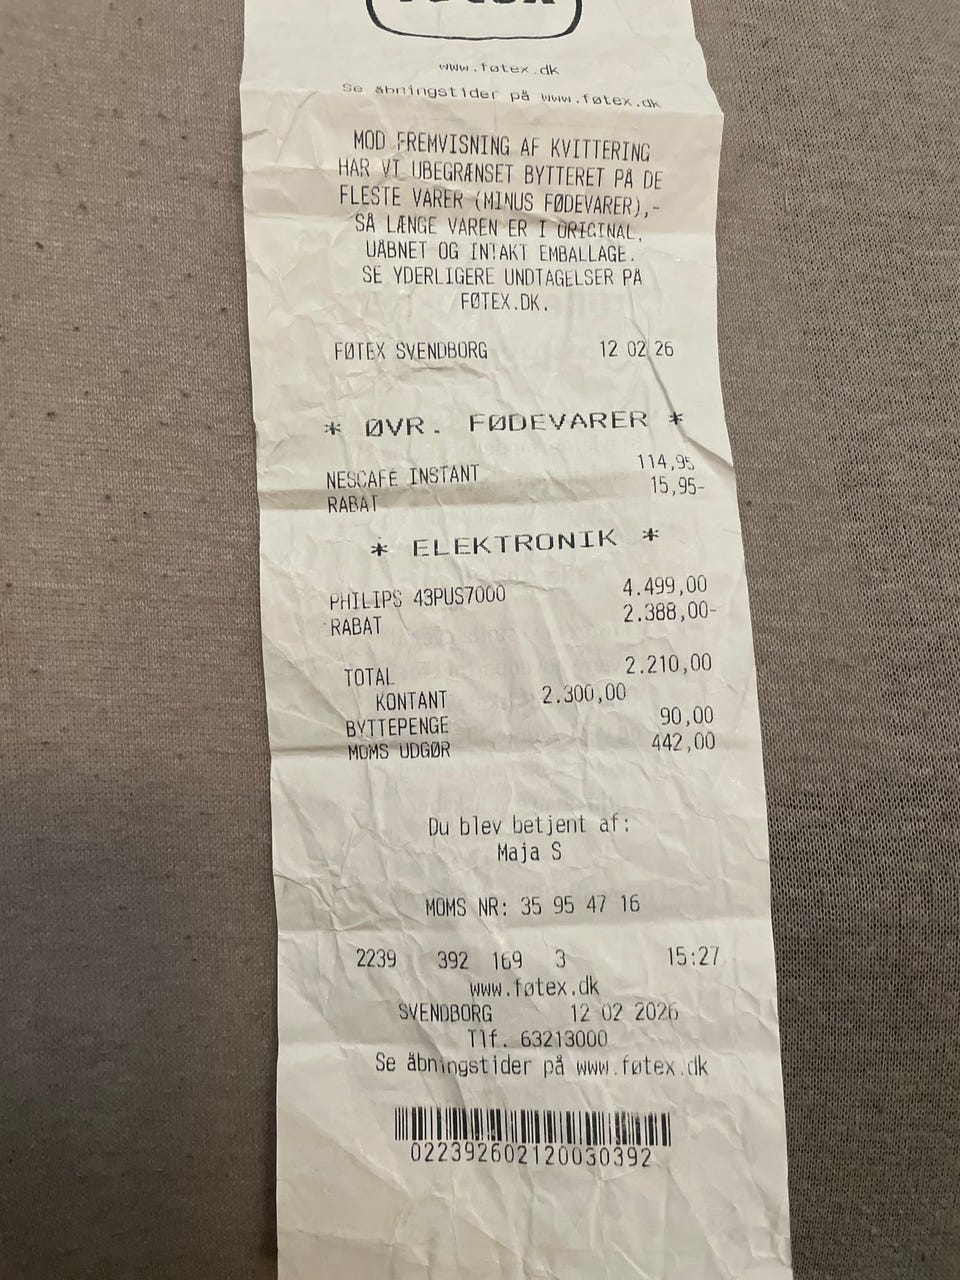 www.føtex.dk
Se åbningstider på www.føtex.dk
MOD FREMVISNING AF KVITTERING
HAR VI UBEGRÆNSET BYTTERET PÅ DE
FLESTE VARER (MINUS FØDEVARER),-
SÅ LÆNGE VAREN ER I ORIGINAL,
UÅBNET OG INTAKT EMBALLAGE.
SE YDERLIGERE UNDTAGELSER PÅ
FØTEX.DK.
FØTEX SVENDBORG 12 02 26
* ØVR. FØDEVARER *
NESCAFE INSTANT 114,95
RABAT 15,95-
* ELEKTRONIK *
PHILIPS 43PUS7000 4.499,00
RABAT 2.388,00-
TOTAL 2.210,00
KONTANT 2.300,00
BYTTEPENGE 90,00
MOMS UDGØR 442,00
Du blev betjent af:
Maja S
MOMS NR: 35 95 47 16
2239 392 169 3 15:27
www.føtex.dk
SVENDBORG 12 02 2026
Tlf. 63213000
Se åbningstider på www.føtex.dk
022392602120030392